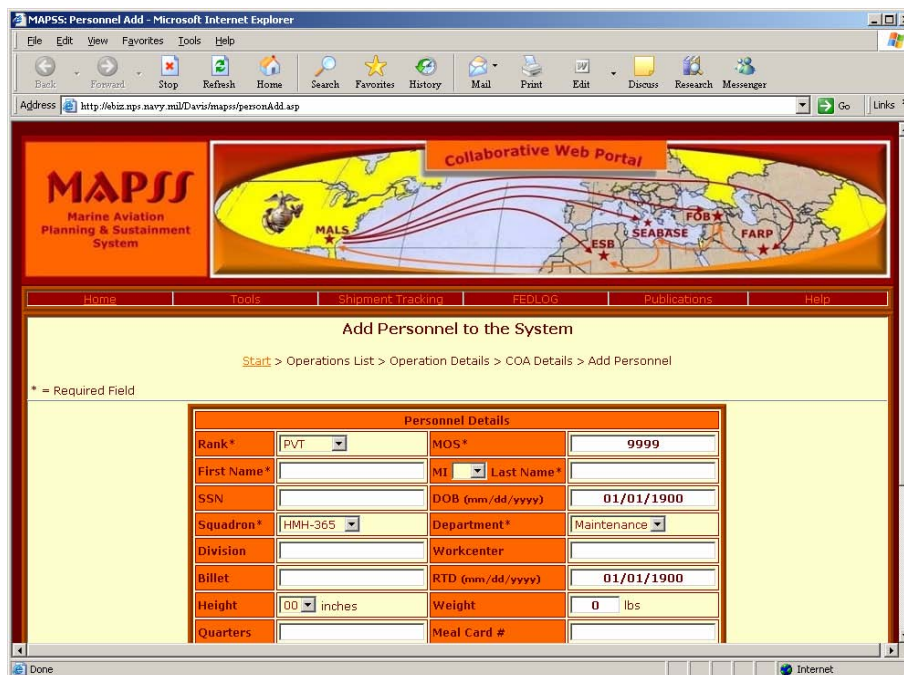 MAPSS: Personnel Add - Microsoft Internet Explorer
File Edit View Favorites Tools Help
Back Forward Stop Refresh Home Search Favorites History Mail Print Edit Discuss Research Messenger
Address http://ebiz.nps.navy.mil/Davis/mapss/personAdd.asp Go Links
MAPSS
Marine Aviation
Planning & Sustainment
System
Collaborative Web Portal
MALS
ESB
SEABASE
FOB
FARP
Home Tools Shipment Tracking FEDLOG Publications Help
Add Personnel to the System
Start > Operations List > Operation Details > COA Details > Add Personnel
* = Required Field
Personnel Details
Rank* PVT MOS* 9999
First Name* MI Last Name*
SSN DOB (mm/dd/yyyy) 01/01/1900
Squadron* HMH-365 Department* Maintenance
Division Workcenter
Billet RTD (mm/dd/yyyy) 01/01/1900
Height 00 inches Weight 0 lbs
Quarters Meal Card #
Done Internet